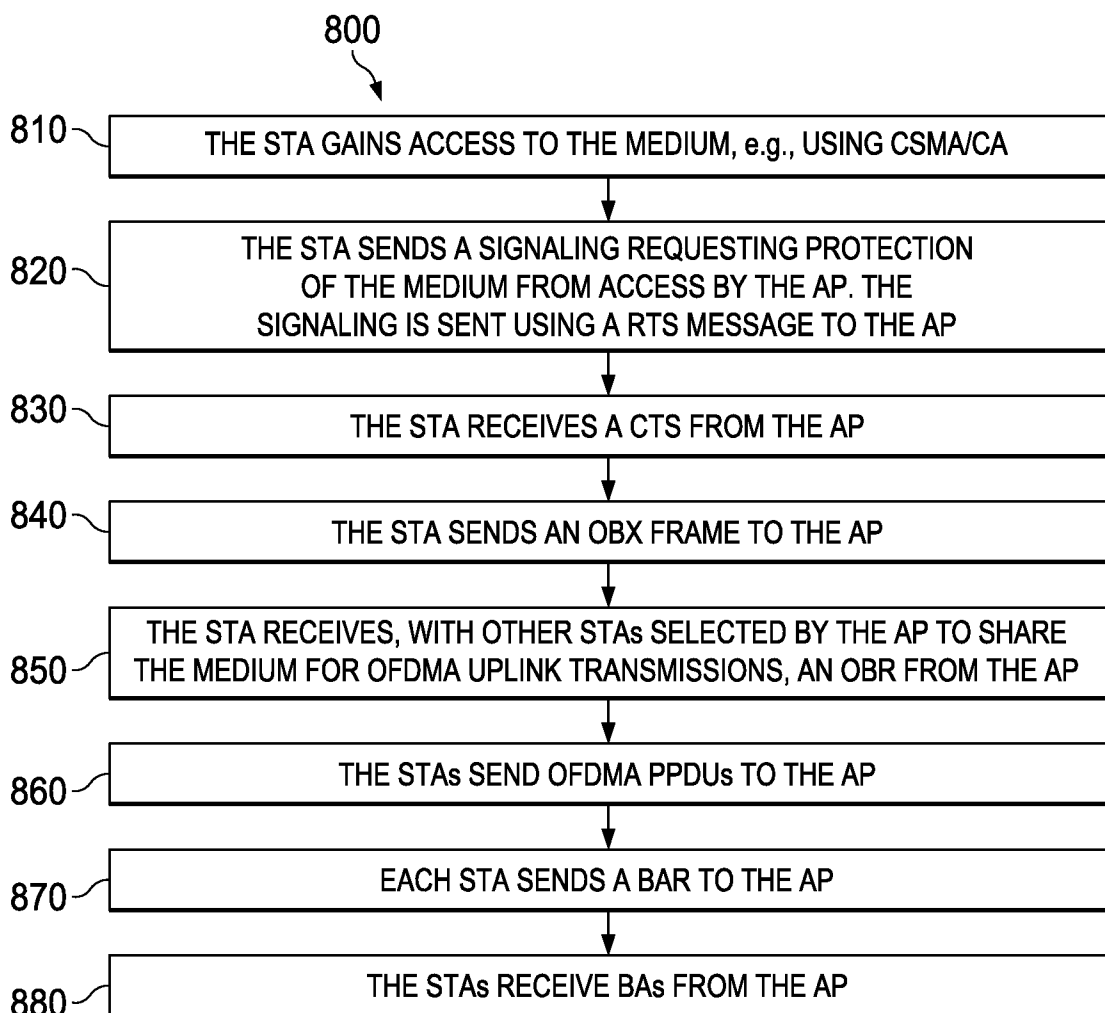 800
810
THE STA GAINS ACCESS TO THE MEDIUM, e.g., USING CSMA/CA
820
THE STA SENDS A SIGNALING REQUESTING PROTECTION
OF THE MEDIUM FROM ACCESS BY THE AP. THE
SIGNALING IS SENT USING A RTS MESSAGE TO THE AP
830
THE STA RECEIVES A CTS FROM THE AP
840
THE STA SENDS AN OBX FRAME TO THE AP
850
THE STA RECEIVES, WITH OTHER STAs SELECTED BY THE AP TO SHARE
THE MEDIUM FOR OFDMA UPLINK TRANSMISSIONS, AN OBR FROM THE AP
860
THE STAs SEND OFDMA PPDUs TO THE AP
870
EACH STA SENDS A BAR TO THE AP
880
THE STAs RECEIVE BAs FROM THE AP